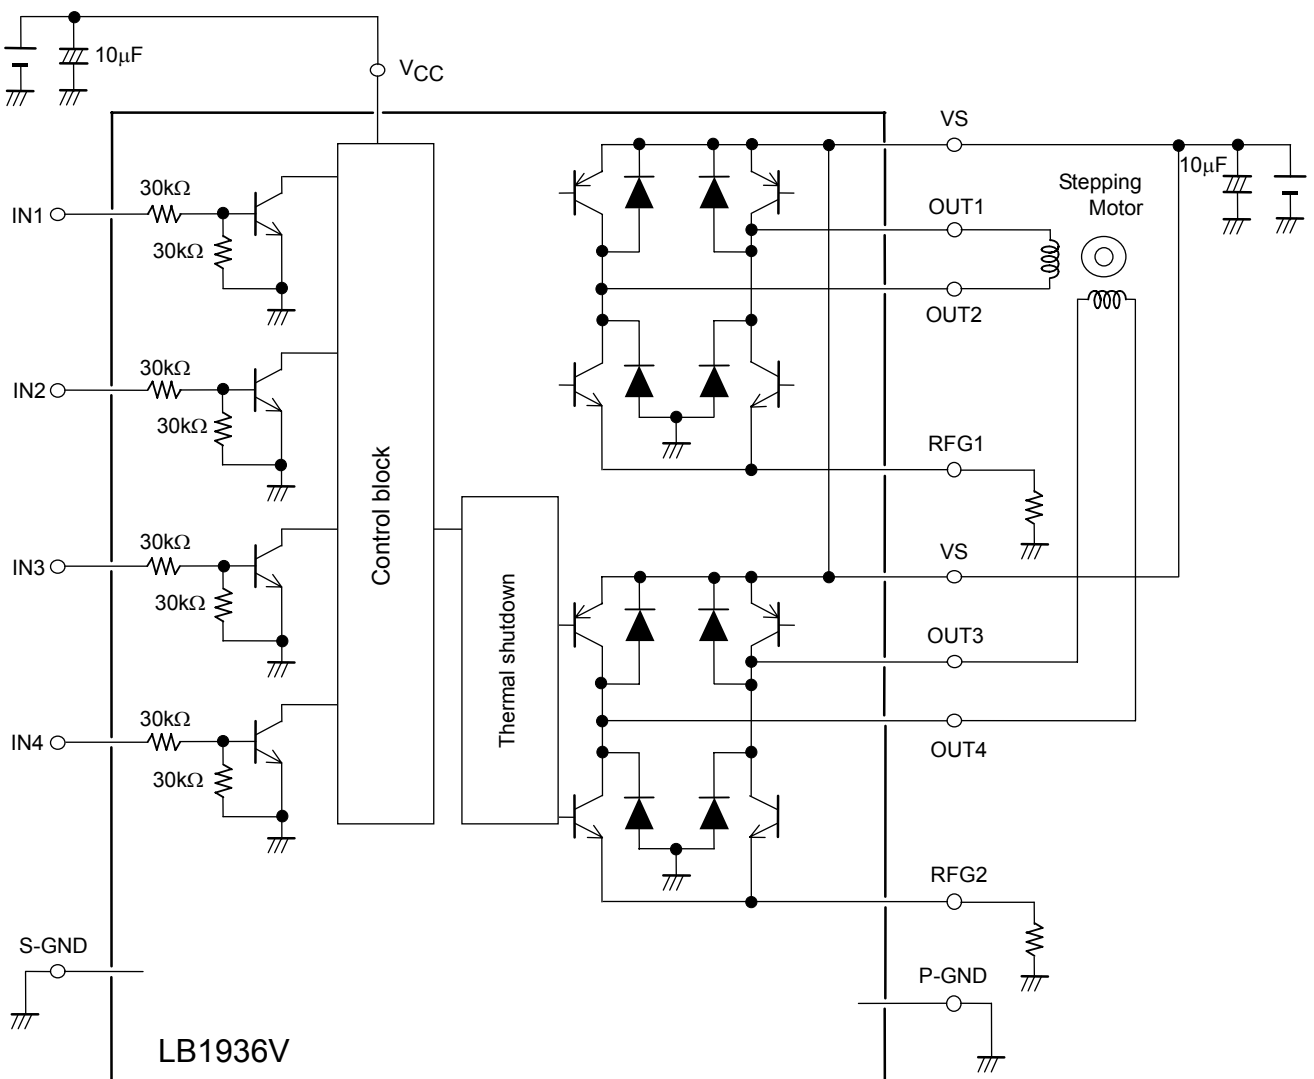 10μF
VCC
VS
10μF
Stepping
Motor
30kΩ
IN1
30kΩ
OUT1
OUT2
30kΩ
IN2
30kΩ
RFG1
Control block
30kΩ
IN3
30kΩ
VS
Thermal shutdown
OUT3
30kΩ
IN4
30kΩ
OUT4
RFG2
S-GND
P-GND
LB1936V